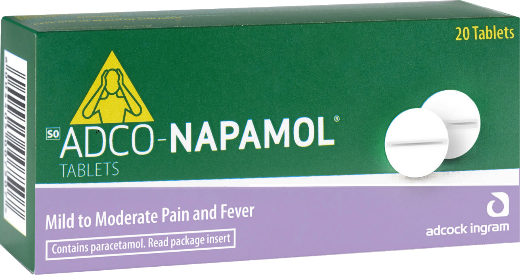 20 Tablets
S0
ADCO-NAPAMOL®
TABLETS
Mild to Moderate Pain and Fever
Contains paracetamol. Read package insert
adcock ingram